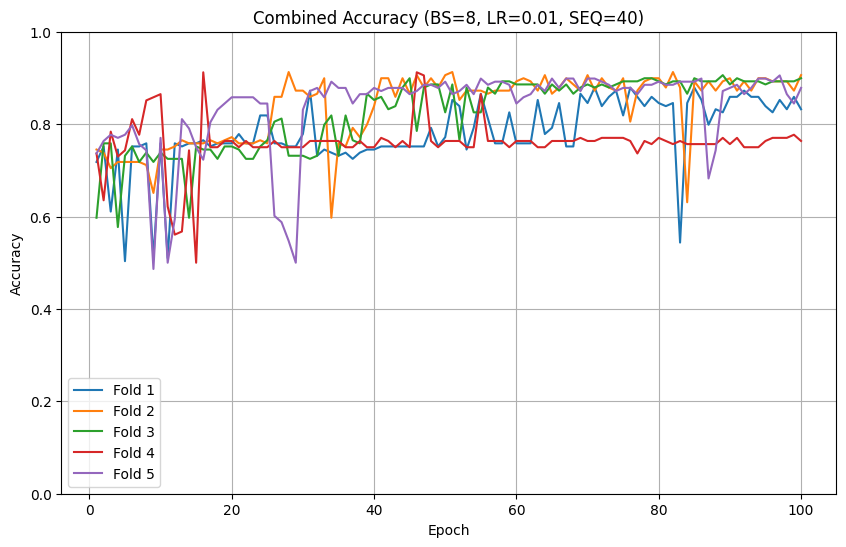 Combined Accuracy (BS=8, LR=0.01, SEQ=40)
1.0
0.8
0.6
0.4
0.2
0.0
Accuracy
Fold 1
Fold 2
Fold 3
Fold 4
Fold 5
0 20 40 60 80 100
Epoch